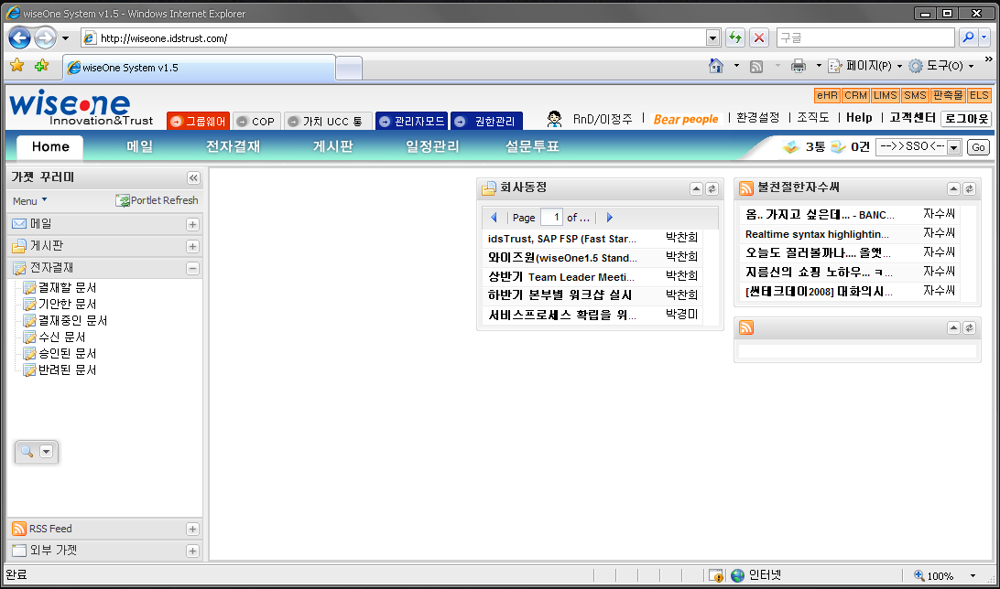 wiseOne System v1.5 - Windows Internet Explorer
http://wiseone.idstrust.com/
구글
wiseOne System v1.5
페이지(P)
도구(O)
wiseone
Innovation&Trust
eHR CRM LIMS SMS 판촉몰 ELS
그룹웨어 COP 가치 UCC 통 관리자모드 권한관리
RnD/이정주 Bear people 환경설정 조직도 Help 고객센터 로그아웃
Home 메일 전자결재 게시판 일정관리 설문투표
3통 0건 -->>SSO<-- Go
가젯 꾸러미
Menu
Portlet Refresh
메일
게시판
전자결재
결재할 문서
기안한 문서
결재중인 문서
수신 문서
승인된 문서
반려된 문서
RSS Feed
외부 가젯
회사동정
Page 1 of ...
idsTrust, SAP FSP (Fast Star... 박찬희
와이즈원(wiseOne1.5 Stand... 박찬희
상반기 Team Leader Meeti... 박찬희
하반기 본부별 워크샵 실시 박찬희
서비스프로세스 확립을 위... 박경미
불친절한자수씨
옴.. 가지고 싶은데... - BANC... 자수씨
Realtime syntax highlightin... 자수씨
오늘도 질러볼까나.... 올앳... 자수씨
지름신의 쇼핑 노하우... ㅋ... 자수씨
[썬테크데이2008] 대화의시... 자수씨
완료
인터넷
100%